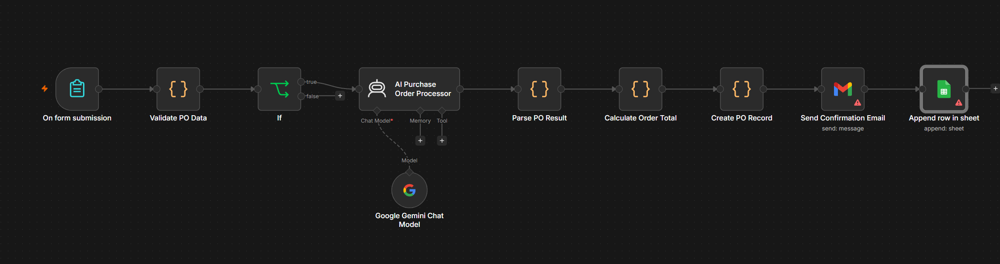 On form submission
Validate PO Data
If
true
false
AI Purchase
Order Processor
Chat Model*
Memory
Tool
Model
Google Gemini Chat
Model
Parse PO Result
Calculate Order Total
Create PO Record
Send Confirmation Email
send: message
Append row in sheet
append: sheet